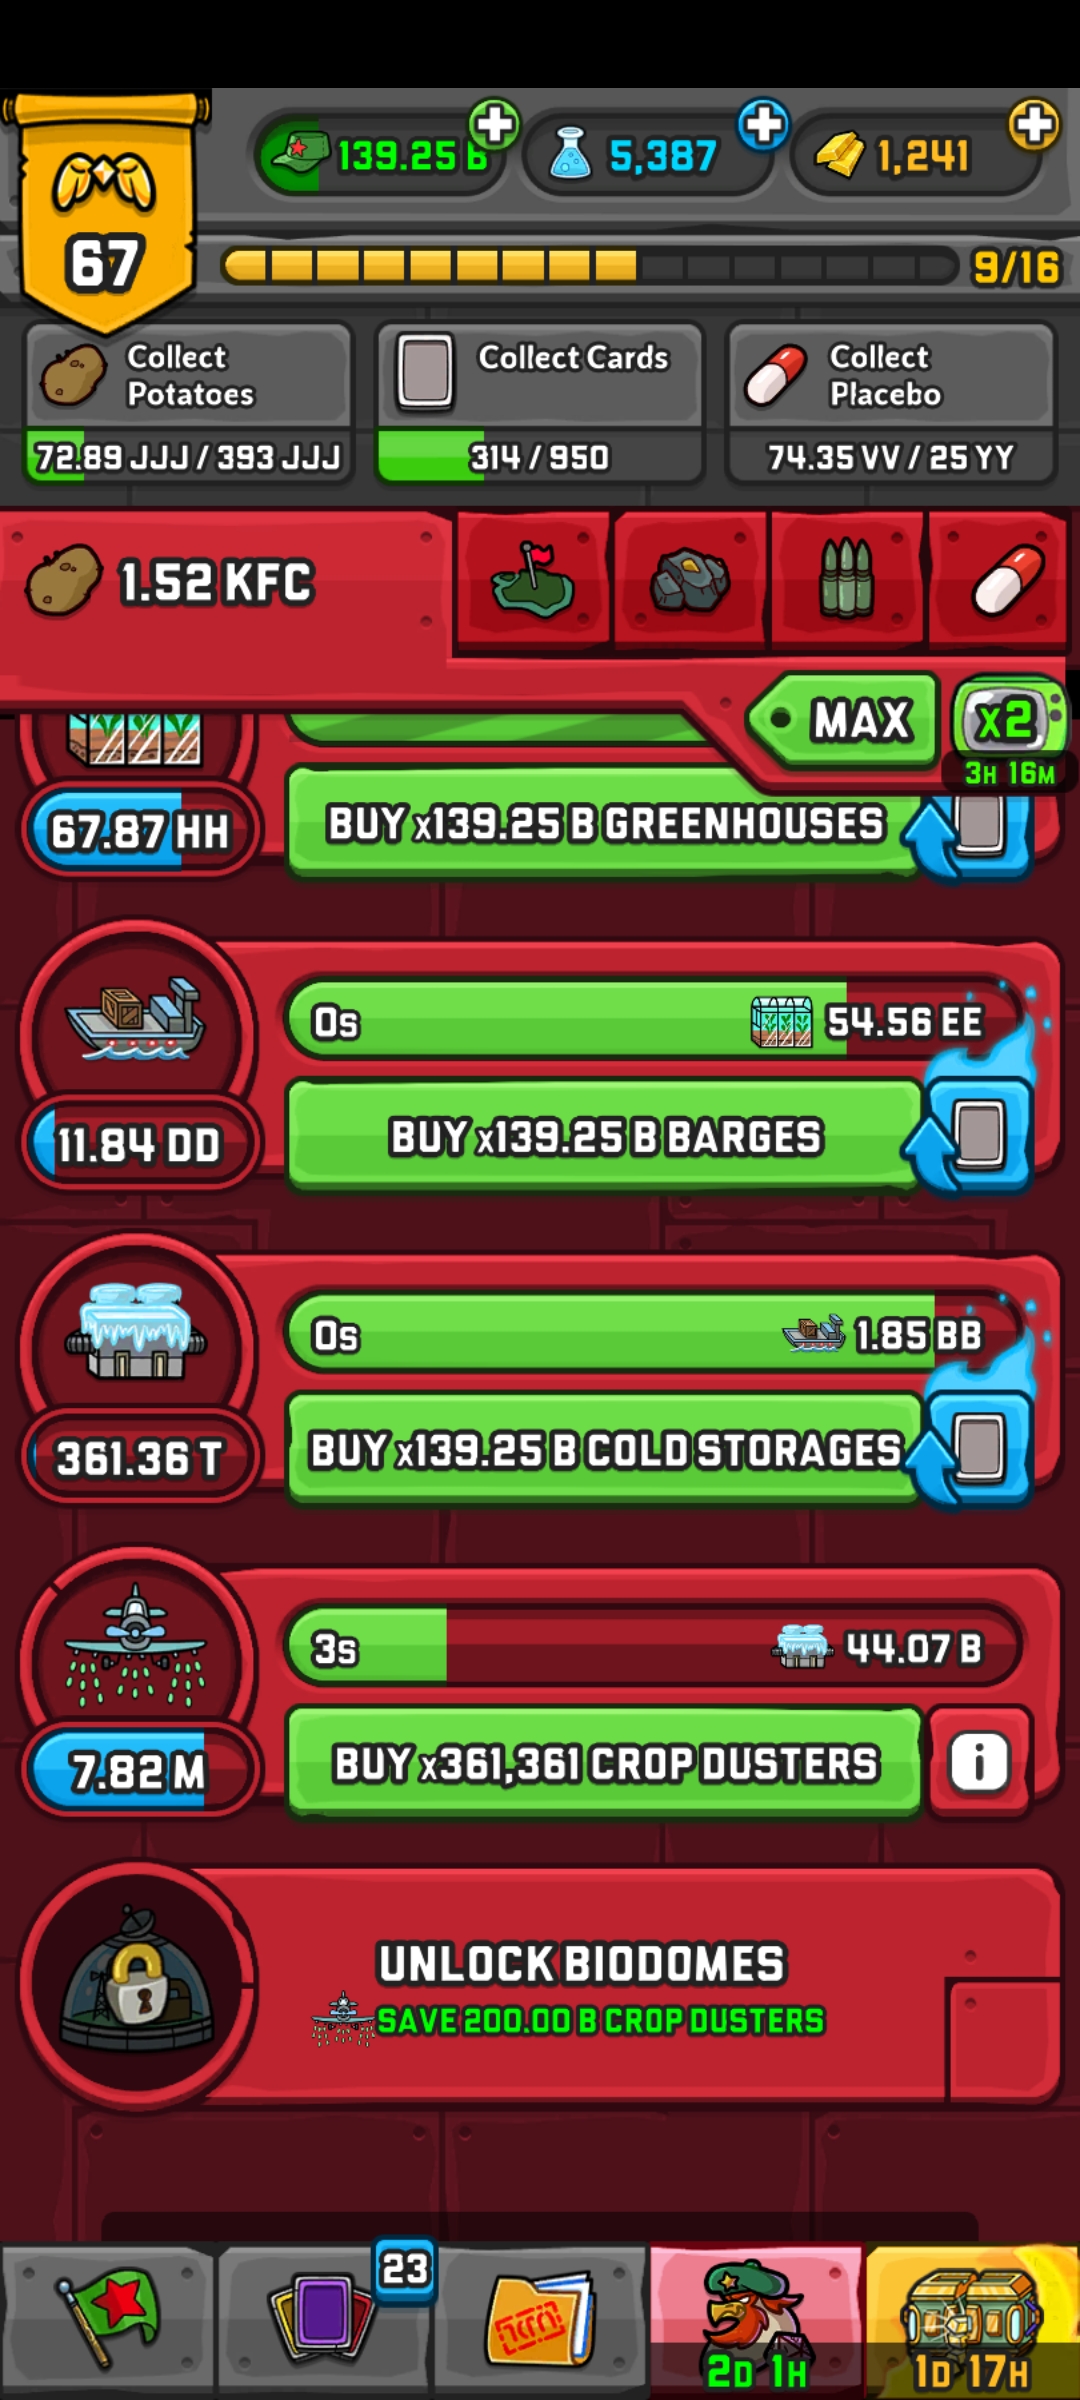 139.25 B
5,387
1,241
67
9/16
Collect
Potatoes
72.89 JJJ / 393 JJJ
Collect Cards
314 / 950
Collect
Placebo
74.35 VV / 25 YY
1.52 KFC
MAX
x2
3H 16M
67.87 HH
BUY x139.25 B GREENHOUSES
0s
54.56 EE
11.84 DD
BUY x139.25 B BARGES
0s
1.85 BB
361.36 T
BUY x139.25 B COLD STORAGES
3s
44.07 B
7.82 M
BUY x361,361 CROP DUSTERS
i
UNLOCK BIODOMES
SAVE 200.00 B CROP DUSTERS
23
2D 1H
1D 17H